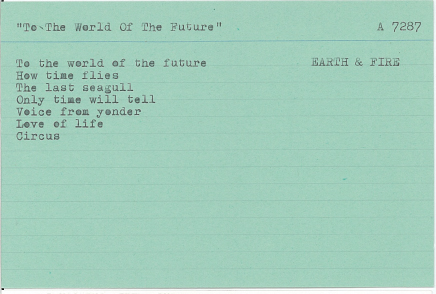 "To The World Of The Future" A 7287
To the world of the future EARTH & FIRE
How time flies
The last seagull
Only time will tell
Voice from yonder
Love of life
Circus